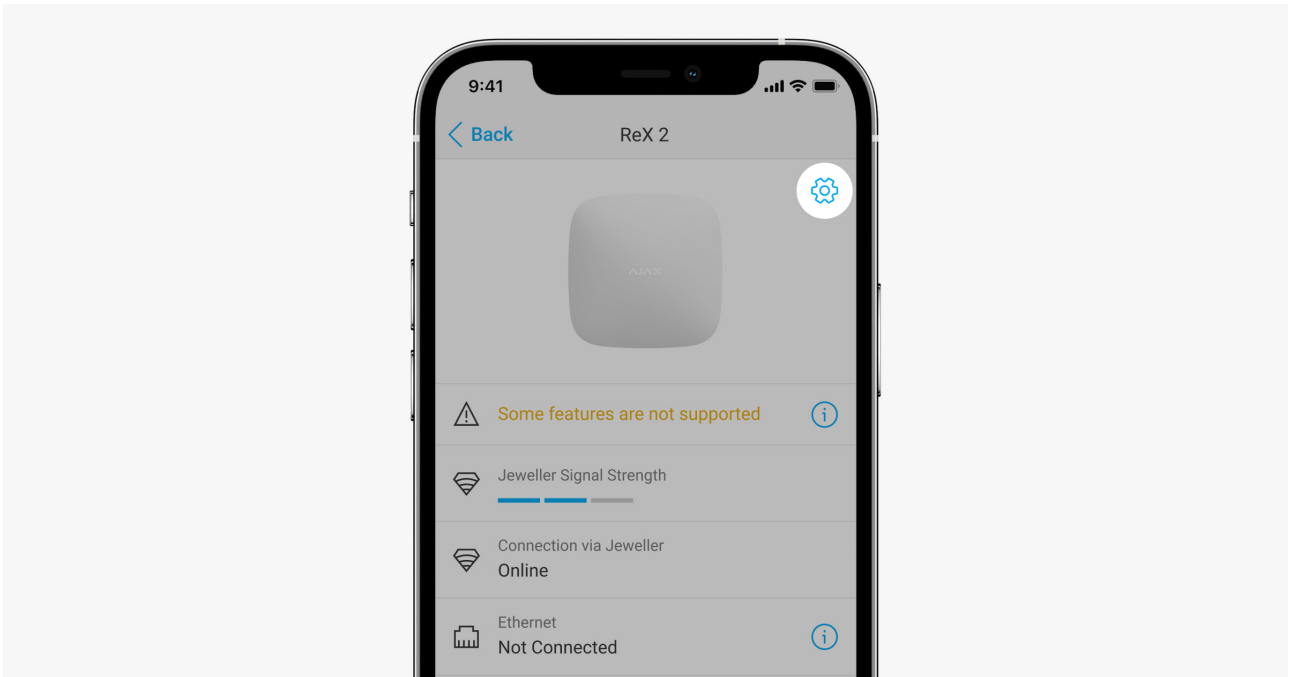 9:41
Back
ReX 2
AJAX
Some features are not supported
Jeweller Signal Strength
Connection via Jeweller
Online
Ethernet
Not Connected